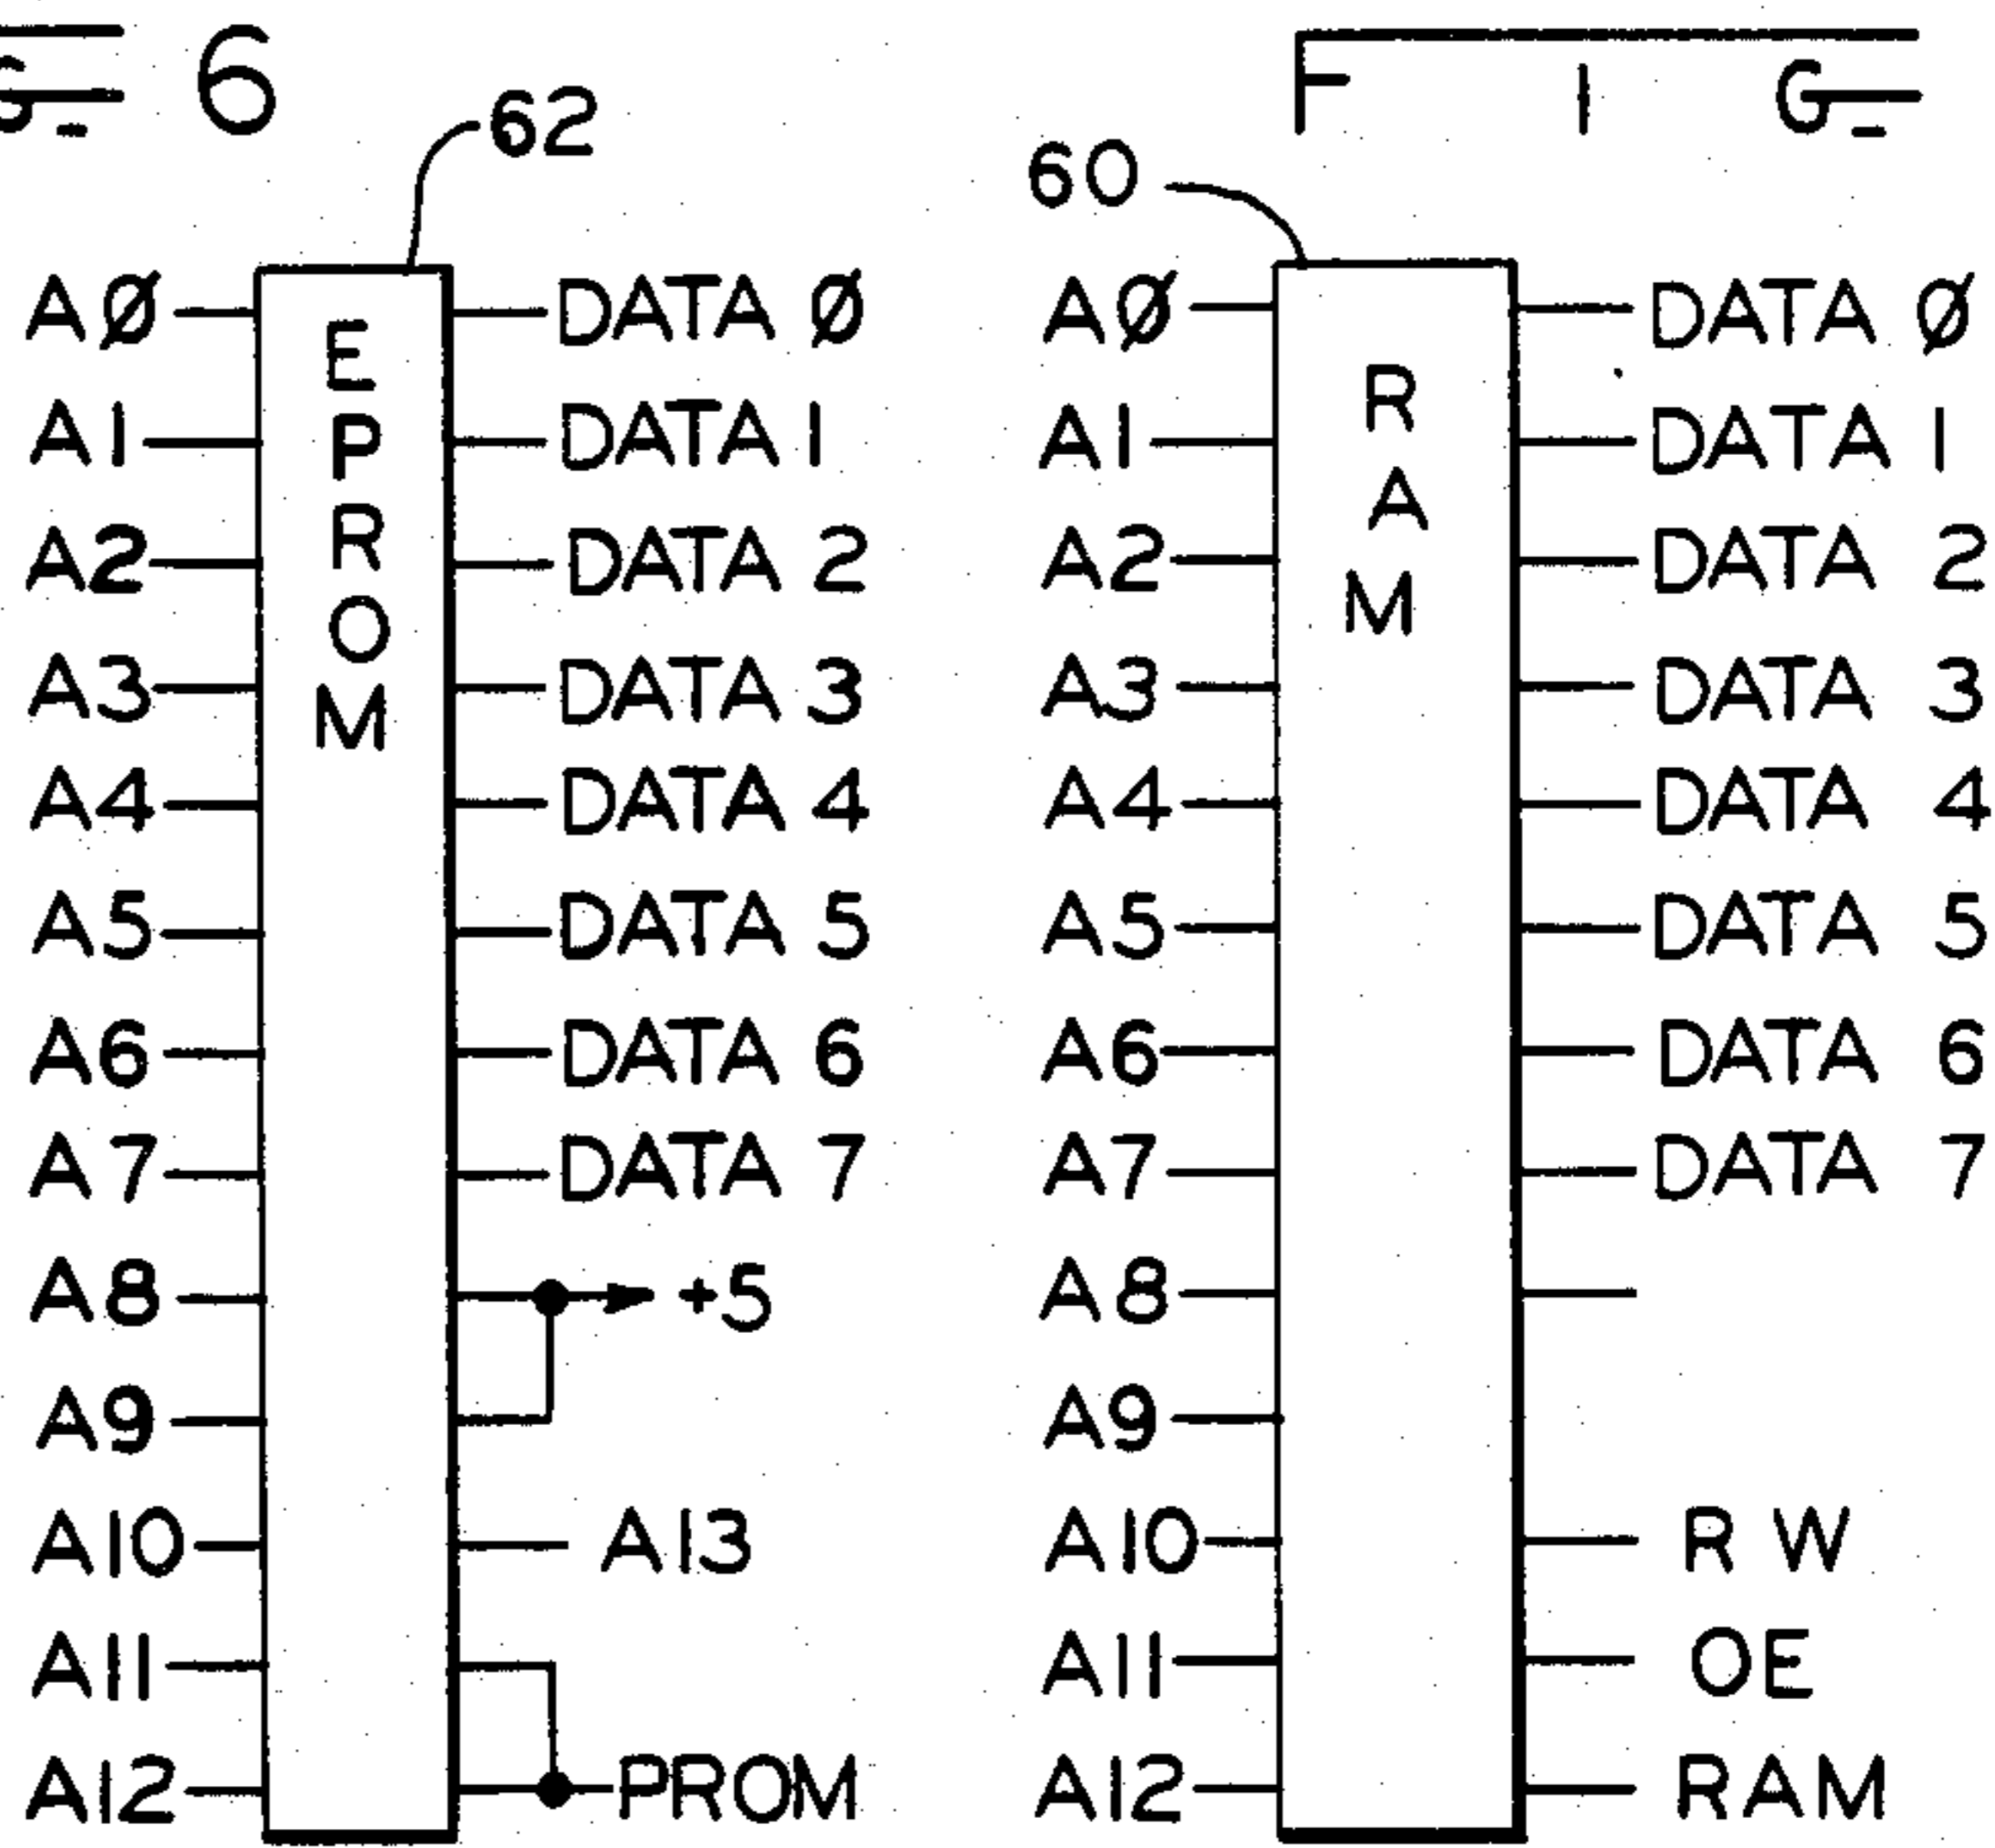 G. 6
F I G.
62
60
AØ
A1
A2
A3
A4
A5
A6
A7
A8
A9
A10
A11
A12
EPROM
DATA Ø
DATA 1
DATA 2
DATA 3
DATA 4
DATA 5
DATA 6
DATA 7
+5
A13
PROM
AØ
A1
A2
A3
A4
A5
A6
A7
A8
A9
A10
A11
A12
RAM
DATA Ø
DATA 1
DATA 2
DATA 3
DATA 4
DATA 5
DATA 6
DATA 7
R W
OE
RAM